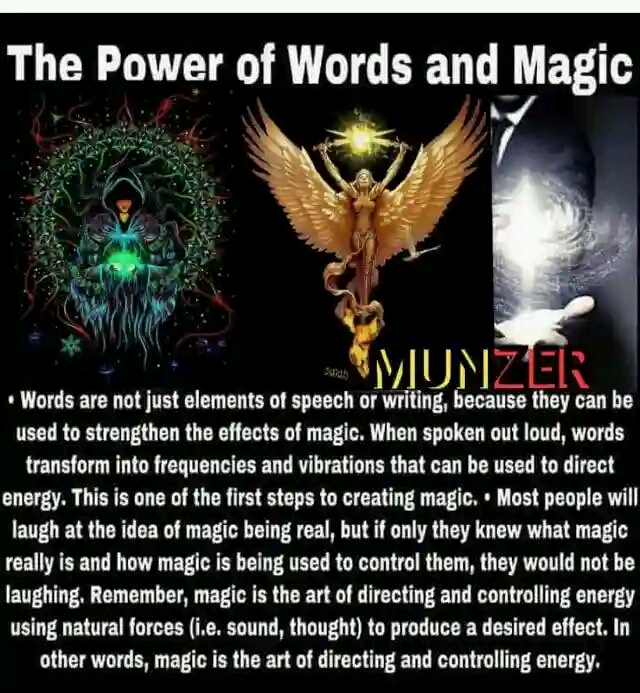 The Power of Words and Magic
Sarah
MUNZER
• Words are not just elements of speech or writing, because they can be
used to strengthen the effects of magic. When spoken out loud, words
transform into frequencies and vibrations that can be used to direct
energy. This is one of the first steps to creating magic. • Most people will
laugh at the idea of magic being real, but if only they knew what magic
really is and how magic is being used to control them, they would not be
laughing. Remember, magic is the art of directing and controlling energy
using natural forces (i.e. sound, thought) to produce a desired effect. In
other words, magic is the art of directing and controlling energy.